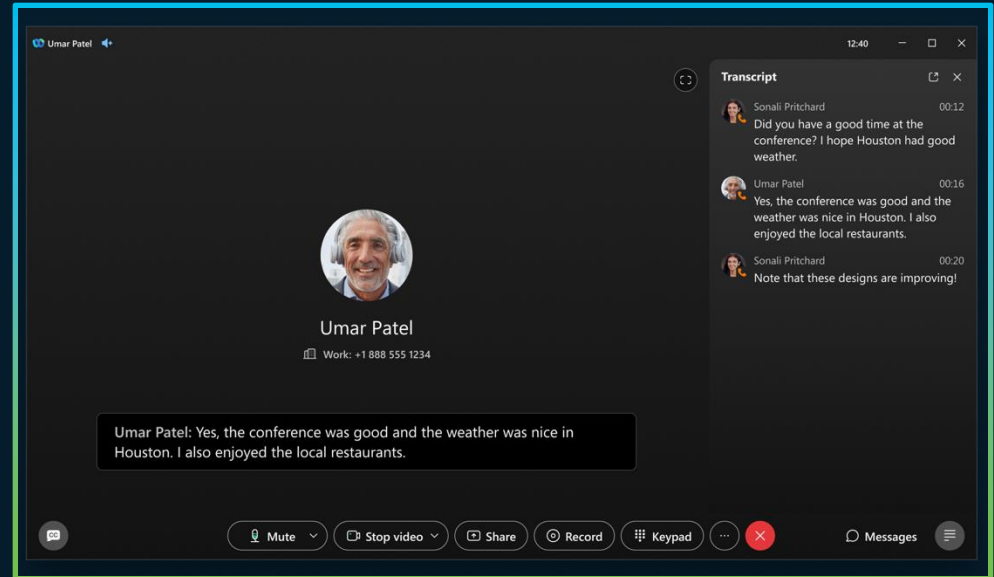 Umar Patel
12:40
Transcript
Sonali Pritchard 00:12
Did you have a good time at the
conference? I hope Houston had good
weather.
Umar Patel 00:16
Yes, the conference was good and the
weather was nice in Houston. I also
enjoyed the local restaurants.
Sonali Pritchard 00:20
Note that these designs are improving!
Umar Patel
Work: +1 888 555 1234
Umar Patel: Yes, the conference was good and the weather was nice in
Houston. I also enjoyed the local restaurants.
CC
Mute
Stop video
Share
Record
Keypad
Messages